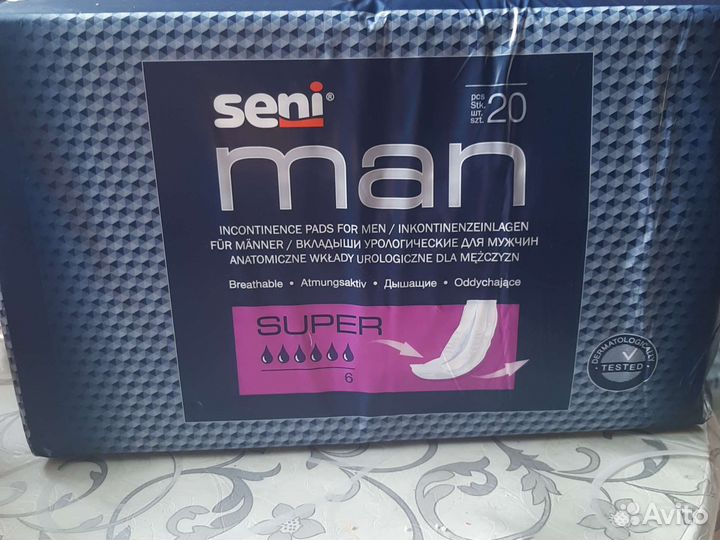 seni®
pcs
Stk.
шт.
szt.
20
man
INCONTINENCE PADS FOR MEN / INKONTINENZEINLAGEN
FÜR MÄNNER / ВКЛАДЫШИ УРОЛОГИЧЕСКИЕ ДЛЯ МУЖЧИН
ANATOMICZNE WKŁADY UROLOGICZNE DLA MĘŻCZYZN
Breathable • Atmungsaktiv • Дышащие • Oddychające
SUPER
6
DERMATOLOGICALLY
TESTED
Avito